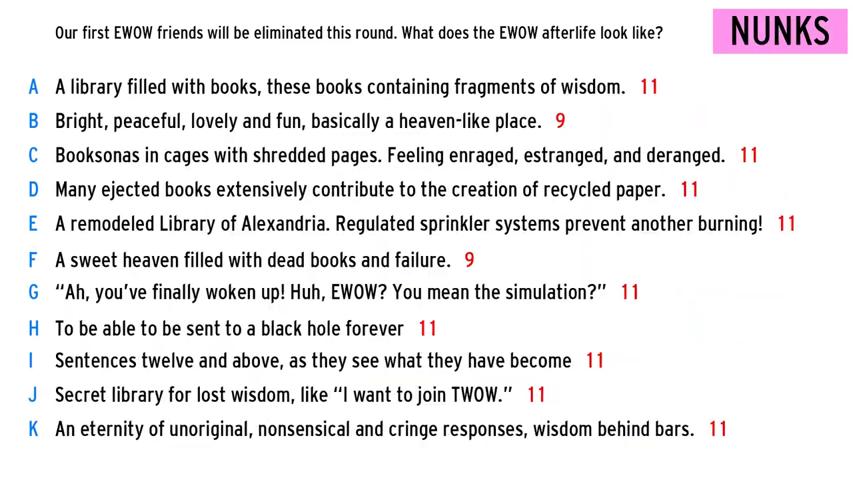 Our first EWOW friends will be eliminated this round. What does the EWOW afterlife look like?
NUNKS
A A library filled with books, these books containing fragments of wisdom. 11
B Bright, peaceful, lovely and fun, basically a heaven-like place. 9
C Booksonas in cages with shredded pages. Feeling enraged, estranged, and deranged. 11
D Many ejected books extensively contribute to the creation of recycled paper. 11
E A remodeled Library of Alexandria. Regulated sprinkler systems prevent another burning! 11
F A sweet heaven filled with dead books and failure. 9
G “Ah, you’ve finally woken up! Huh, EWOW? You mean the simulation?” 11
H To be able to be sent to a black hole forever 11
I Sentences twelve and above, as they see what they have become 11
J Secret library for lost wisdom, like “I want to join TWOW.” 11
K An eternity of unoriginal, nonsensical and cringe responses, wisdom behind bars. 11